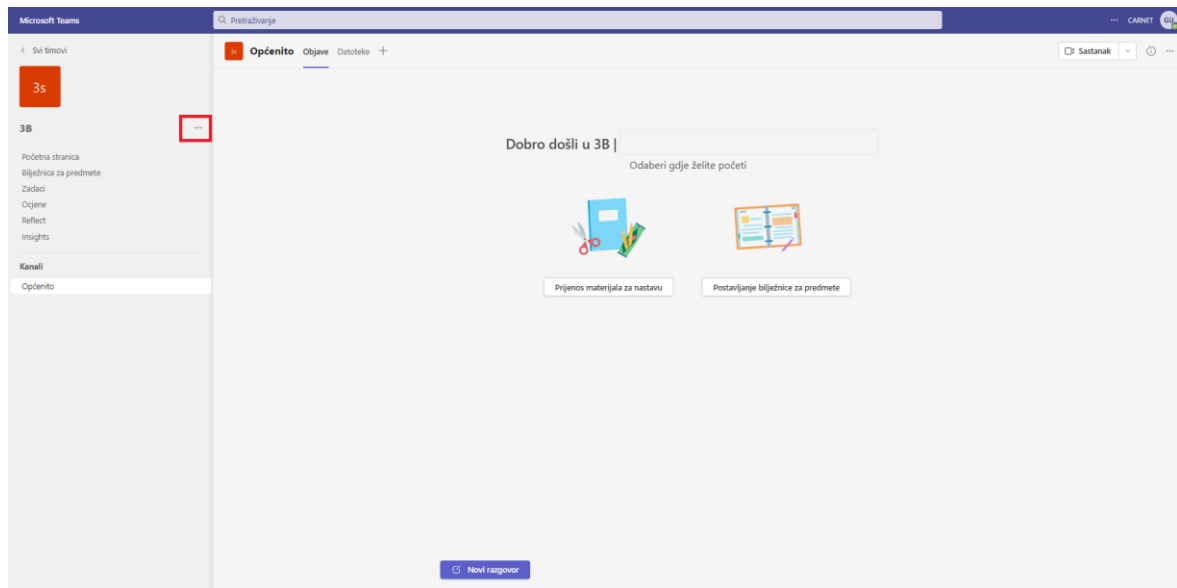 Microsoft Teams
Pretraživanje
CARNET
GU
Svi timovi
3s
3B
Početna stranica
Bilježnica za predmete
Zadaci
Ocjene
Reflect
Insights
Kanali
Općenito
3s
Općenito Objave Datoteke
Sastanak
Dobro došli u 3B |
Odaberi gdje želite početi
Prijenos materijala za nastavu
Postavljanje bilježnice za predmete
Novi razgovor